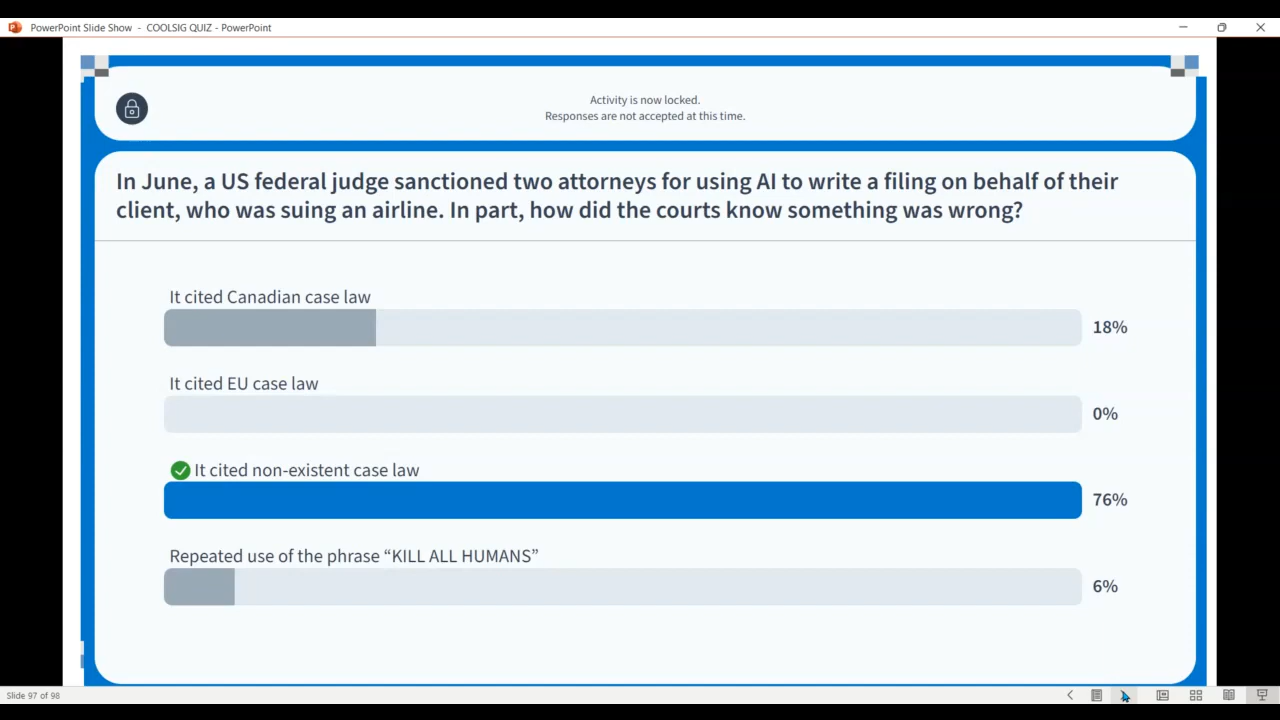 PowerPoint Slide Show - COOLSIG QUIZ - PowerPoint
Activity is now locked.
Responses are not accepted at this time.
In June, a US federal judge sanctioned two attorneys for using AI to write a filing on behalf of their
client, who was suing an airline. In part, how did the courts know something was wrong?
It cited Canadian case law
18%
It cited EU case law
0%
It cited non-existent case law
76%
Repeated use of the phrase “KILL ALL HUMANS”
6%
Slide 97 of 98